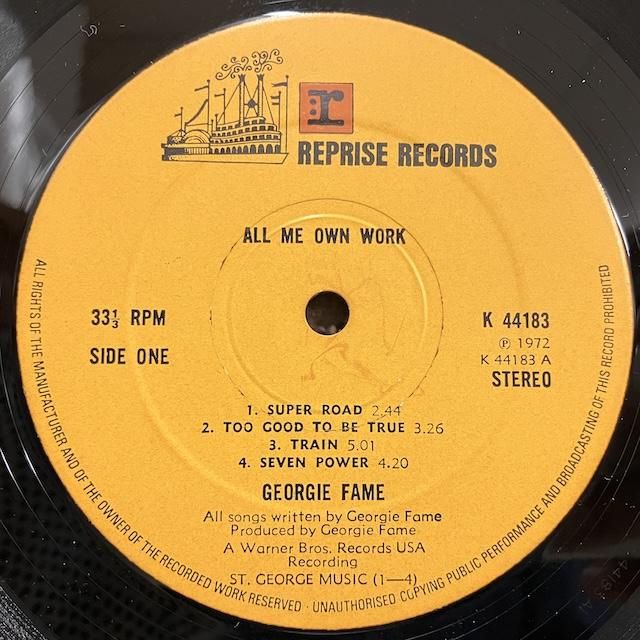 r
REPRISE RECORDS
ALL ME OWN WORK
33⅓ RPM
SIDE ONE
K 44183
Ⓟ 1972
K 44183 A
STEREO
1. SUPER ROAD 2.44
2. TOO GOOD TO BE TRUE 3.26
3. TRAIN 5.01
4. SEVEN POWER 4.20
GEORGIE FAME
All songs written by Georgie Fame
Produced by Georgie Fame
A Warner Bros. Records USA
Recording
ST. GEORGE MUSIC (1—4)
ALL RIGHTS OF THE MANUFACTURER AND OF THE OWNER OF THE RECORDED WORK RESERVED · UNAUTHORISED COPYING PUBLIC PERFORMANCE AND BROADCASTING OF THIS RECORD PROHIBITED